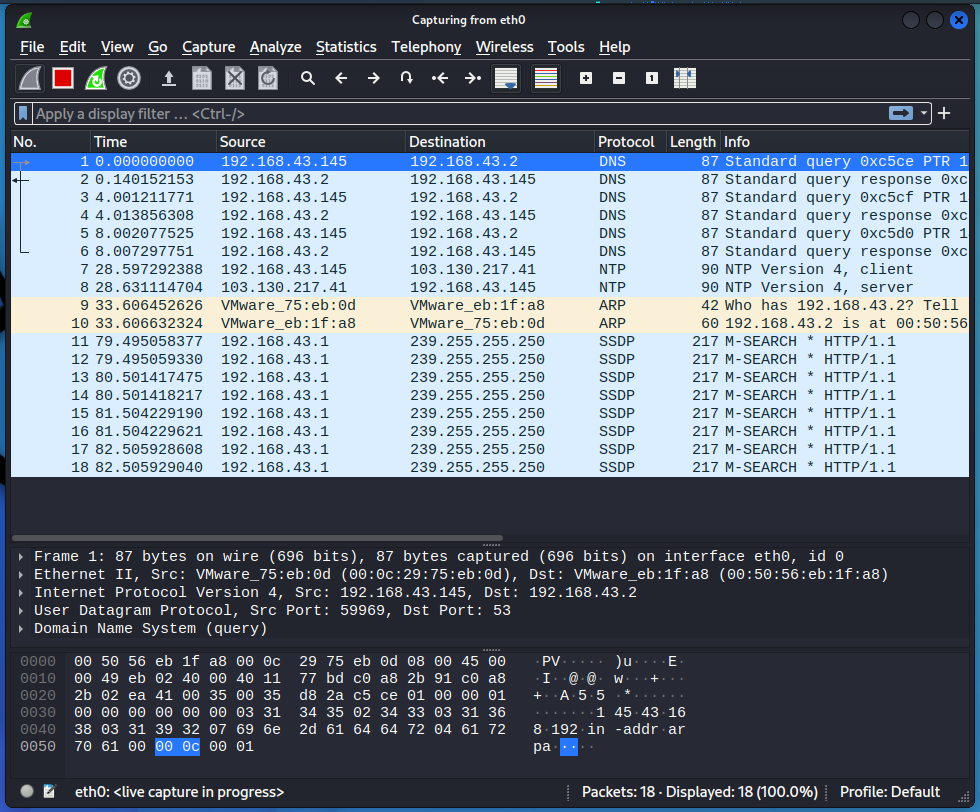 Capturing from eth0
File Edit View Go Capture Analyze Statistics Telephony Wireless Tools Help
Apply a display filter ... <Ctrl-/>
No. Time Source Destination Protocol Length Info
1 0.000000000 192.168.43.145 192.168.43.2 DNS 87 Standard query 0xc5ce PTR 1
2 0.140152153 192.168.43.2 192.168.43.145 DNS 87 Standard query response 0xc
3 4.001211771 192.168.43.145 192.168.43.2 DNS 87 Standard query 0xc5cf PTR 1
4 4.013856308 192.168.43.2 192.168.43.145 DNS 87 Standard query response 0xc
5 8.002077525 192.168.43.145 192.168.43.2 DNS 87 Standard query 0xc5d0 PTR 1
6 8.007297751 192.168.43.2 192.168.43.145 DNS 87 Standard query response 0xc
7 28.597292388 192.168.43.145 103.130.217.41 NTP 90 NTP Version 4, client
8 28.631114704 103.130.217.41 192.168.43.145 NTP 90 NTP Version 4, server
9 33.606452626 VMware_75:eb:0d VMware_eb:1f:a8 ARP 42 Who has 192.168.43.2? Tell
10 33.606632324 VMware_eb:1f:a8 VMware_75:eb:0d ARP 60 192.168.43.2 is at 00:50:56
11 79.495058377 192.168.43.1 239.255.255.250 SSDP 217 M-SEARCH * HTTP/1.1
12 79.495059330 192.168.43.1 239.255.255.250 SSDP 217 M-SEARCH * HTTP/1.1
13 80.501417475 192.168.43.1 239.255.255.250 SSDP 217 M-SEARCH * HTTP/1.1
14 80.501418217 192.168.43.1 239.255.255.250 SSDP 217 M-SEARCH * HTTP/1.1
15 81.504229190 192.168.43.1 239.255.255.250 SSDP 217 M-SEARCH * HTTP/1.1
16 81.504229621 192.168.43.1 239.255.255.250 SSDP 217 M-SEARCH * HTTP/1.1
17 82.505928608 192.168.43.1 239.255.255.250 SSDP 217 M-SEARCH * HTTP/1.1
18 82.505929040 192.168.43.1 239.255.255.250 SSDP 217 M-SEARCH * HTTP/1.1
Frame 1: 87 bytes on wire (696 bits), 87 bytes captured (696 bits) on interface eth0, id 0
Ethernet II, Src: VMware_75:eb:0d (00:0c:29:75:eb:0d), Dst: VMware_eb:1f:a8 (00:50:56:eb:1f:a8)
Internet Protocol Version 4, Src: 192.168.43.145, Dst: 192.168.43.2
User Datagram Protocol, Src Port: 59969, Dst Port: 53
Domain Name System (query)
0000 00 50 56 eb 1f a8 00 0c 29 75 eb 0d 08 00 45 00 ·PV····· )u····E·
0010 00 49 eb 02 40 00 40 11 77 bd c0 a8 2b 91 c0 a8 ·I··@·@· w···+···
0020 2b 02 ea 41 00 35 00 35 d8 2a c5 ce 01 00 00 01 +··A·5·5 ·*······
0030 00 00 00 00 00 00 03 31 34 35 02 34 33 03 31 36 ·······1 45·43·16
0040 38 03 31 39 32 07 69 6e 2d 61 64 64 72 04 61 72 8·192·in -addr·ar
0050 70 61 00 00 0c 00 01 pa·····
eth0: <live capture in progress> Packets: 18 · Displayed: 18 (100.0%) Profile: Default